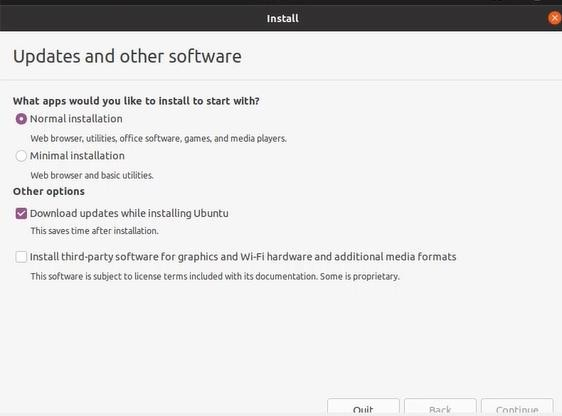 Install
Updates and other software
What apps would you like to install to start with?
Normal installation
Web browser, utilities, office software, games, and media players.
Minimal installation
Web browser and basic utilities.
Other options
Download updates while installing Ubuntu
This saves time after installation.
Install third-party software for graphics and Wi-Fi hardware and additional media formats
This software is subject to license terms included with its documentation. Some is proprietary.
Quit Back Continue